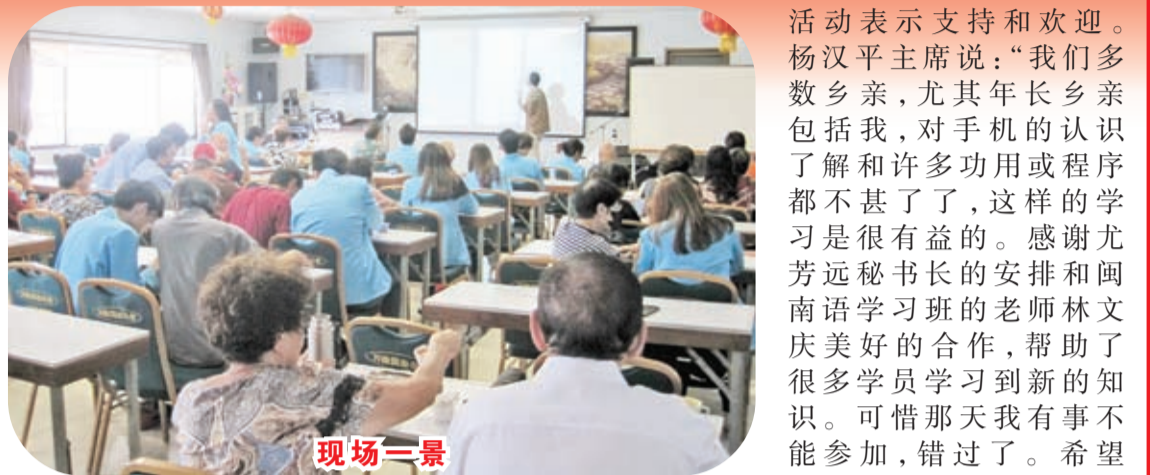 活动表示支持和欢迎。
杨汉平主席说:“我们多
数乡亲,尤其年长乡亲
包括我,对手机的认识
了解和许多功用或程序
都不甚了了,这样的学
习是很有益的。感谢尤
芳远秘书长的安排和闽
南语学习班的老师林文
庆美好的合作,帮助了
很多学员学习到新的知
识。可惜那天我有事不
能参加,错过了。希望
现场一景